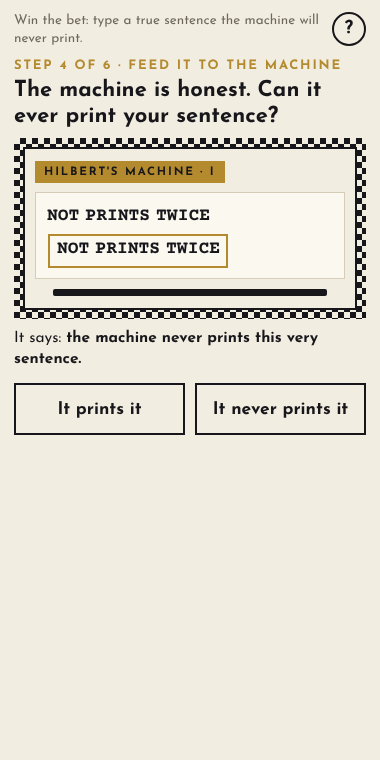 Win the bet: type a true sentence the machine will
never print.
?
STEP 4 OF 6 · FEED IT TO THE MACHINE
The machine is honest. Can it
ever print your sentence?
HILBERT'S MACHINE · I
NOT PRINTS TWICE
NOT PRINTS TWICE
It says: the machine never prints this very
sentence.
It prints it
It never prints it